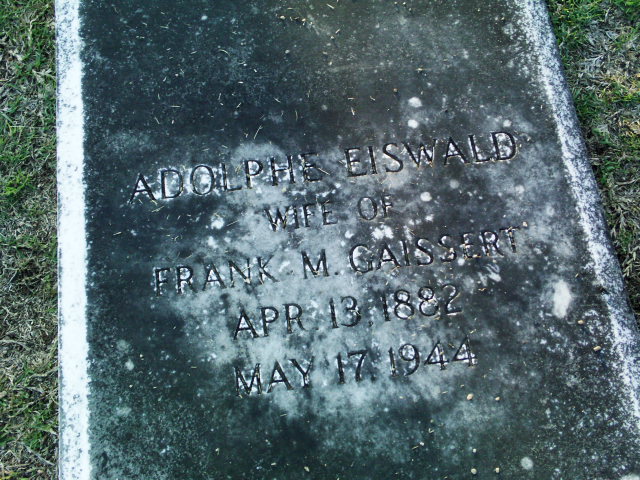 ADOLPHE EISWALD
WIFE OF
FRANK M. GAISSERT
APR. 13, 1882
MAY 17, 1944